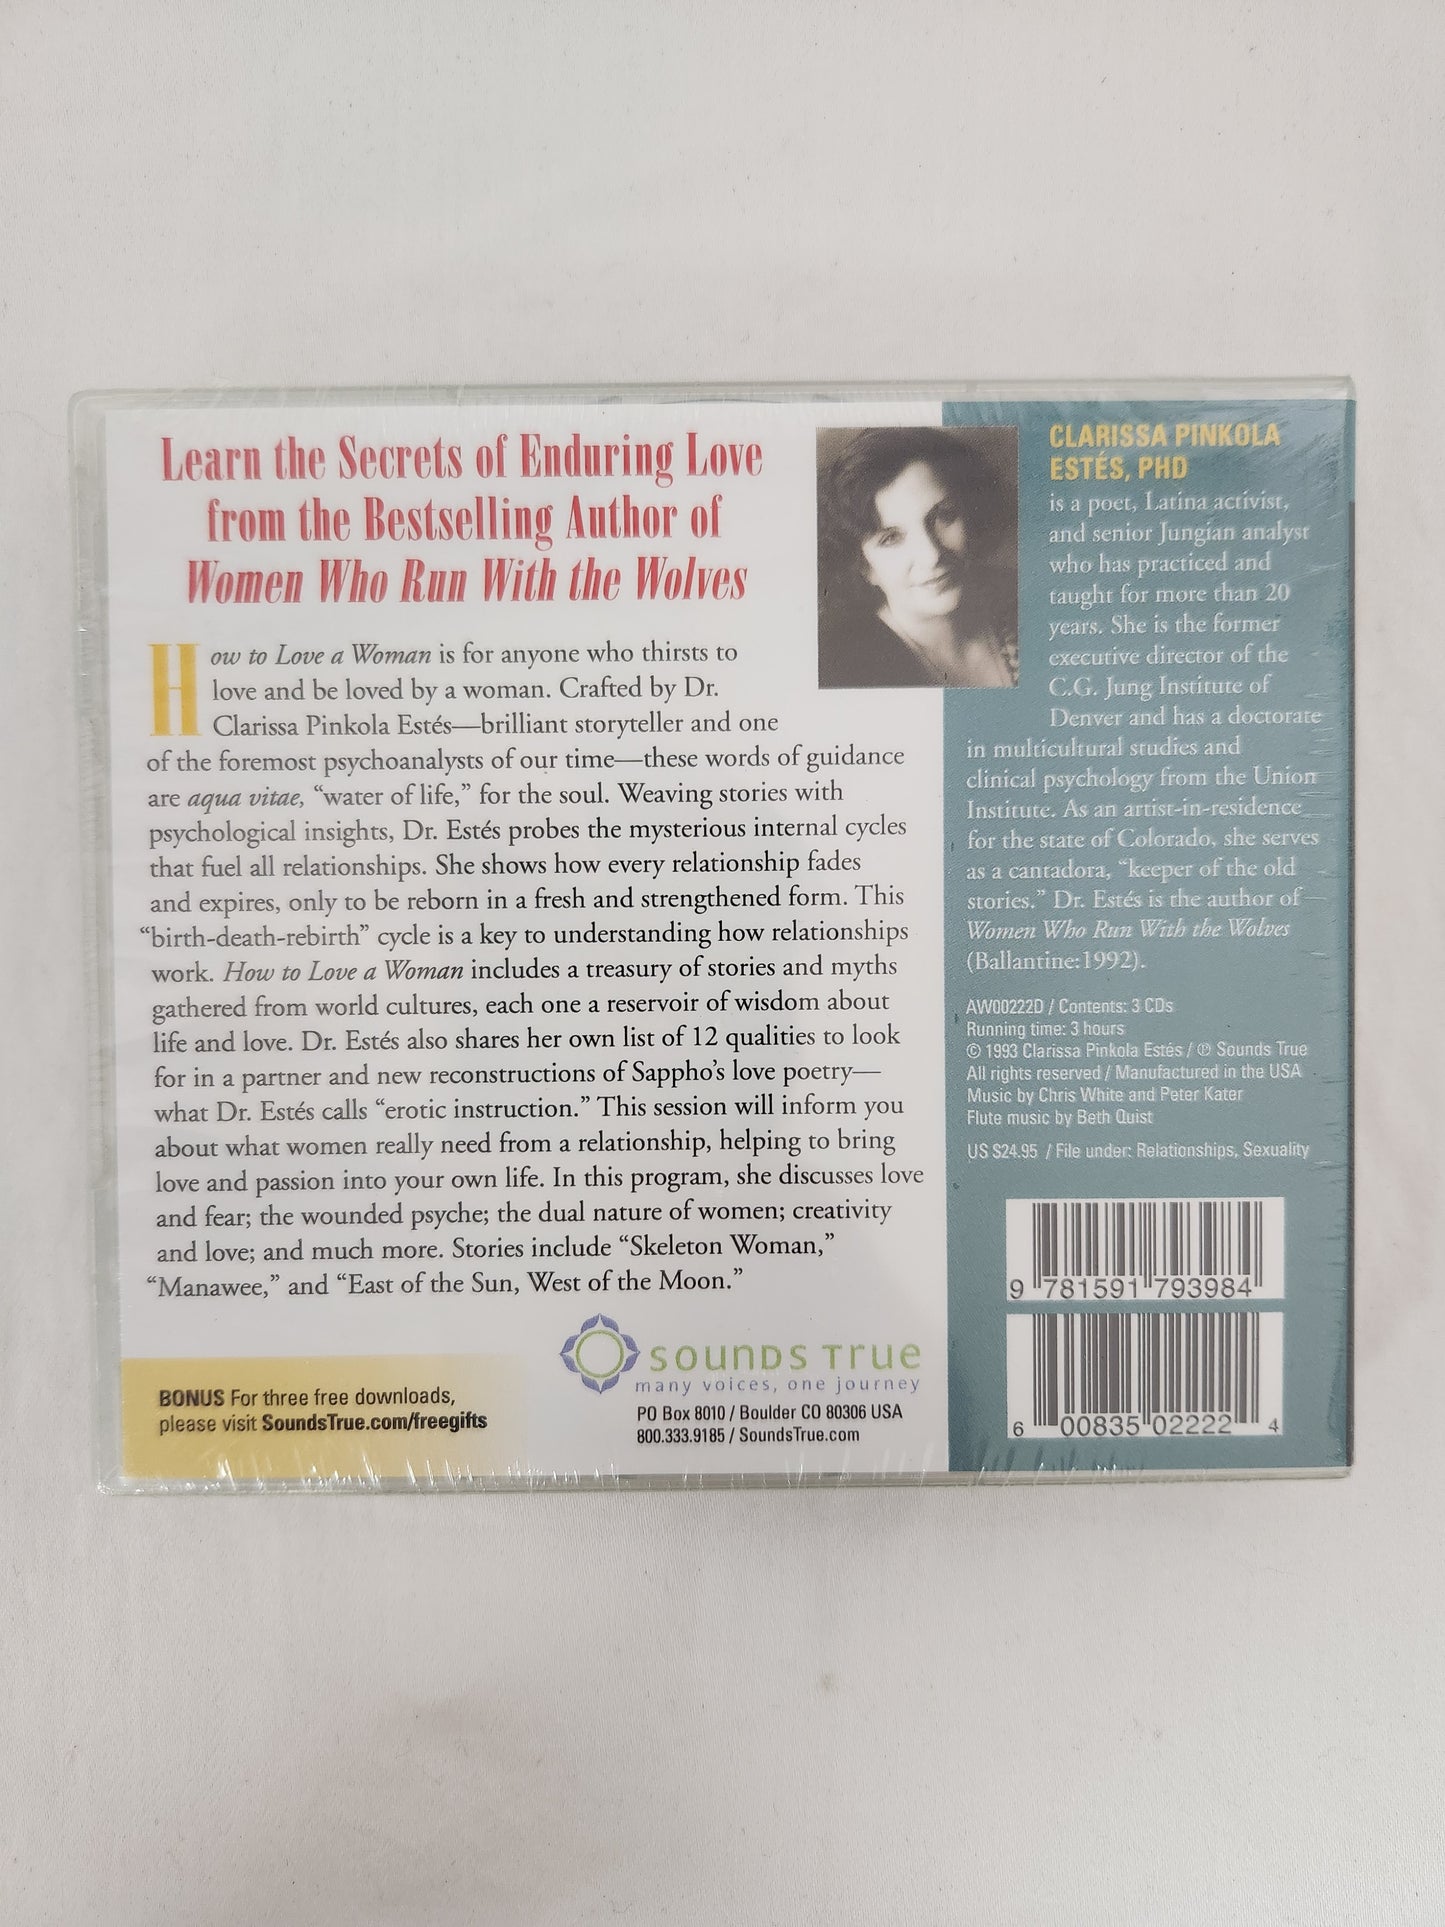 Learn the Secrets of Enduring Love
from the Bestselling Author of
Women Who Run With the Wolves
How to Love a Woman is for anyone who thirsts to
love and be loved by a woman. Crafted by Dr.
Clarissa Pinkola Estés—brilliant storyteller and one
of the foremost psychoanalysts of our time—these words of guidance
are aqua vitae, “water of life,” for the soul. Weaving stories with
psychological insights, Dr. Estés probes the mysterious internal cycles
that fuel all relationships. She shows how every relationship fades
and expires, only to be reborn in a fresh and strengthened form. This
“birth-death-rebirth” cycle is a key to understanding how relationships
work. How to Love a Woman includes a treasury of stories and myths
gathered from world cultures, each one a reservoir of wisdom about
life and love. Dr. Estés also shares her own list of 12 qualities to look
for in a partner and new reconstructions of Sappho’s love poetry—
what Dr. Estés calls “erotic instruction.” This session will inform you
about what women really need from a relationship, helping to bring
love and passion into your own life. In this program, she discusses love
and fear; the wounded psyche; the dual nature of women; creativity
and love; and much more. Stories include “Skeleton Woman,”
“Manawee,” and “East of the Sun, West of the Moon.”
BONUS For three free downloads,
please visit SoundsTrue.com/freegifts
sounds true
many voices, one journey
PO Box 8010 / Boulder CO 80306 USA
800.333.9185 / SoundsTrue.com
CLARISSA PINKOLA
ESTÉS, PHD
is a poet, Latina activist,
and senior Jungian analyst
who has practiced and
taught for more than 20
years. She is the former
executive director of the
C.G. Jung Institute of
Denver and has a doctorate
in multicultural studies and
clinical psychology from the Union
Institute. As an artist-in-residence
for the state of Colorado, she serves
as a cantadora, “keeper of the old
stories.” Dr. Estés is the author of
Women Who Run With the Wolves
(Ballantine:1992).
AW00222D / Contents: 3 CDs
Running time: 3 hours
© 1993 Clarissa Pinkola Estés / ℗ Sounds True
All rights reserved / Manufactured in the USA
Music by Chris White and Peter Kater
Flute music by Beth Quist
US $24.95 / File under: Relationships, Sexuality
9 781591 793984
6 00835 02222 4